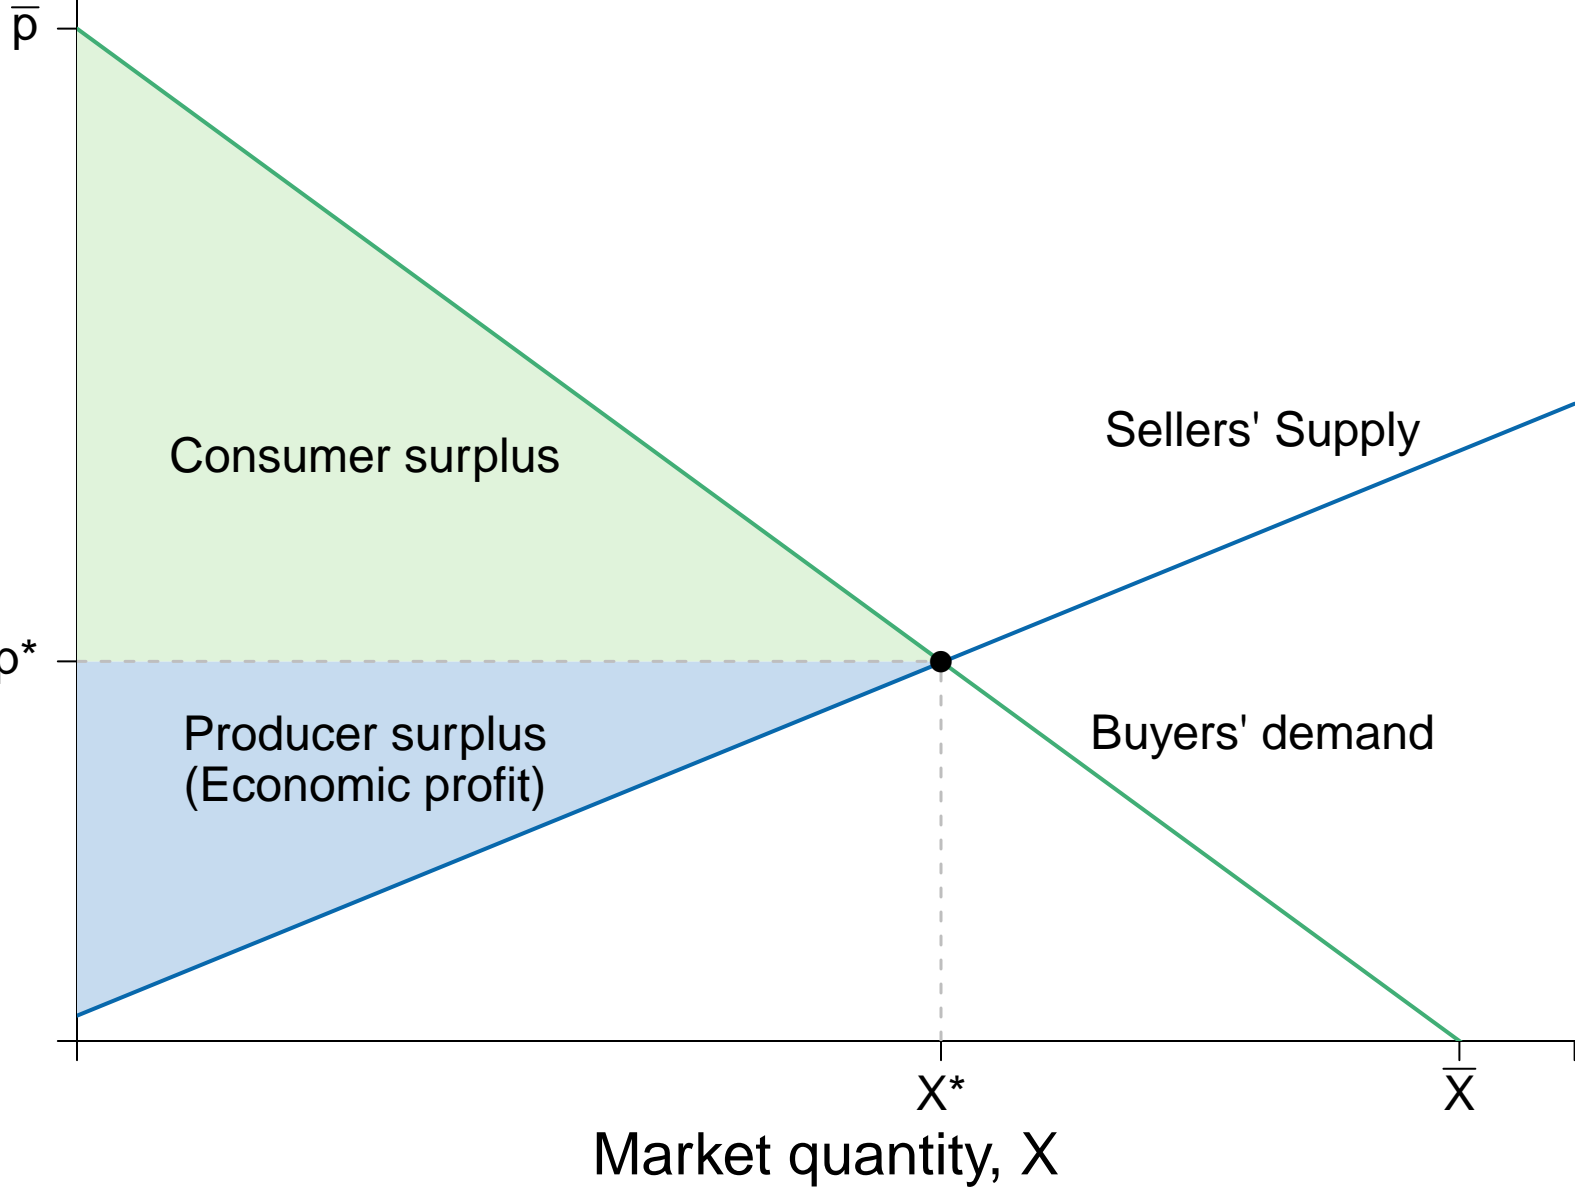 p̅
Consumer surplus
Sellers' Supply
p*
Producer surplus
(Economic profit)
Buyers' demand
X*
X̅
Market quantity, X